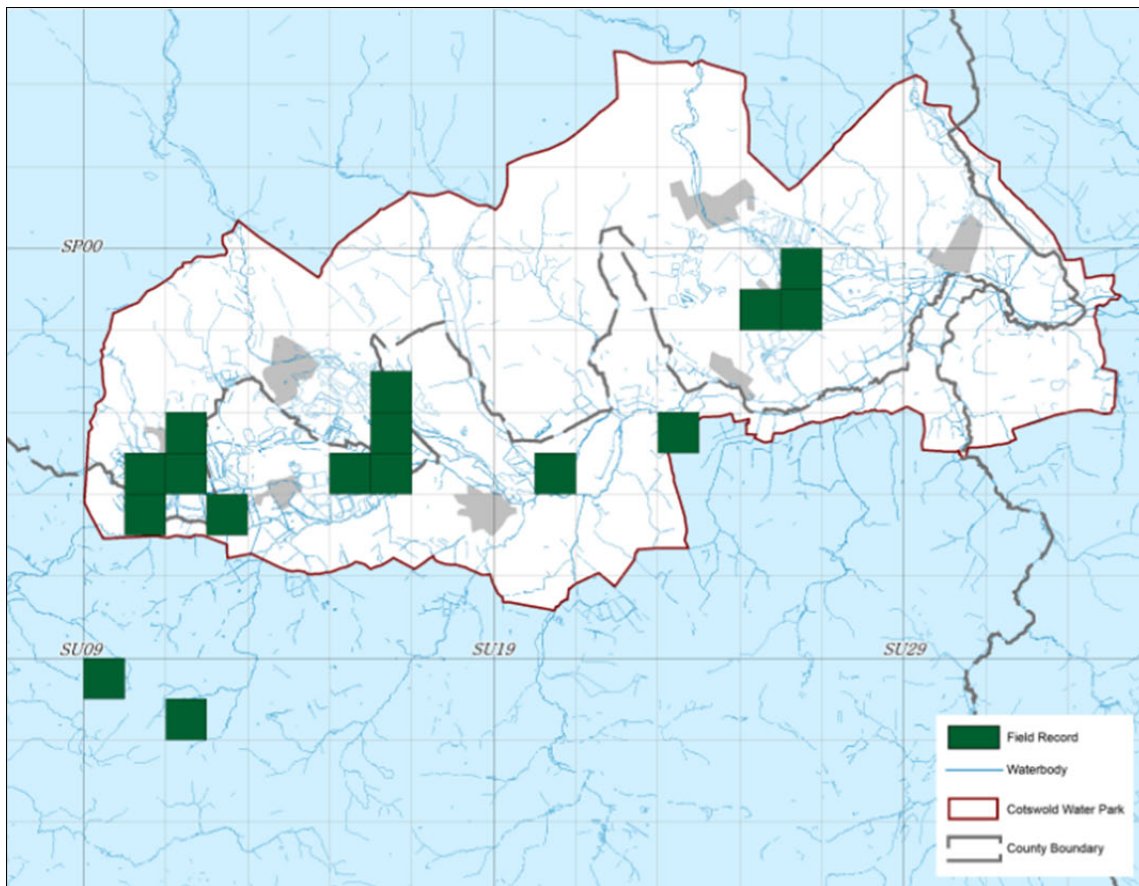 SP00
SU09
SU19
SU29
Field Record
Waterbody
Cotswold Water Park
County Boundary